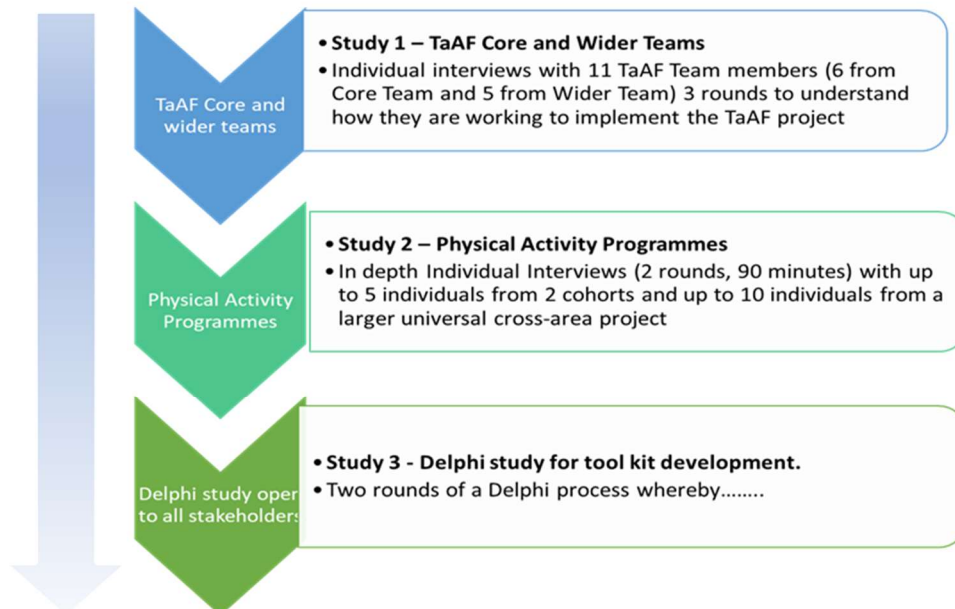 TaAF Core and
wider teams
• Study 1 – TaAF Core and Wider Teams
• Individual interviews with 11 TaAF Team members (6 from
Core Team and 5 from Wider Team) 3 rounds to understand
how they are working to implement the TaAF project
Physical Activity
Programmes
• Study 2 – Physical Activity Programmes
• In depth Individual Interviews (2 rounds, 90 minutes) with up
to 5 individuals from 2 cohorts and up to 10 individuals from a
larger universal cross-area project
Delphi study oper
to all stakeholders
• Study 3 - Delphi study for tool kit development.
• Two rounds of a Delphi process whereby........